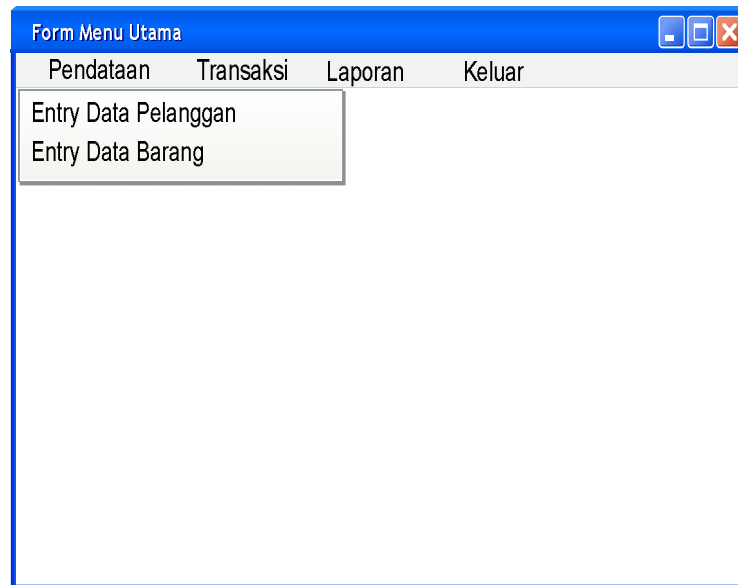 Form Menu Utama
Pendataan Transaksi Laporan Keluar
Entry Data Pelanggan
Entry Data Barang